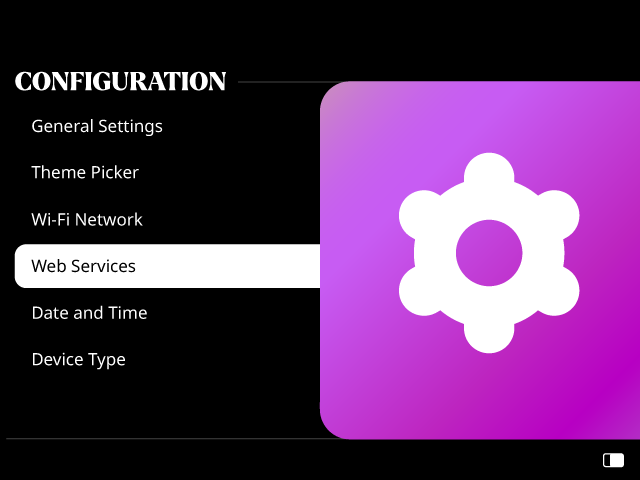 CONFIGURATION
General Settings
Theme Picker
Wi-Fi Network
Web Services
Date and Time
Device Type